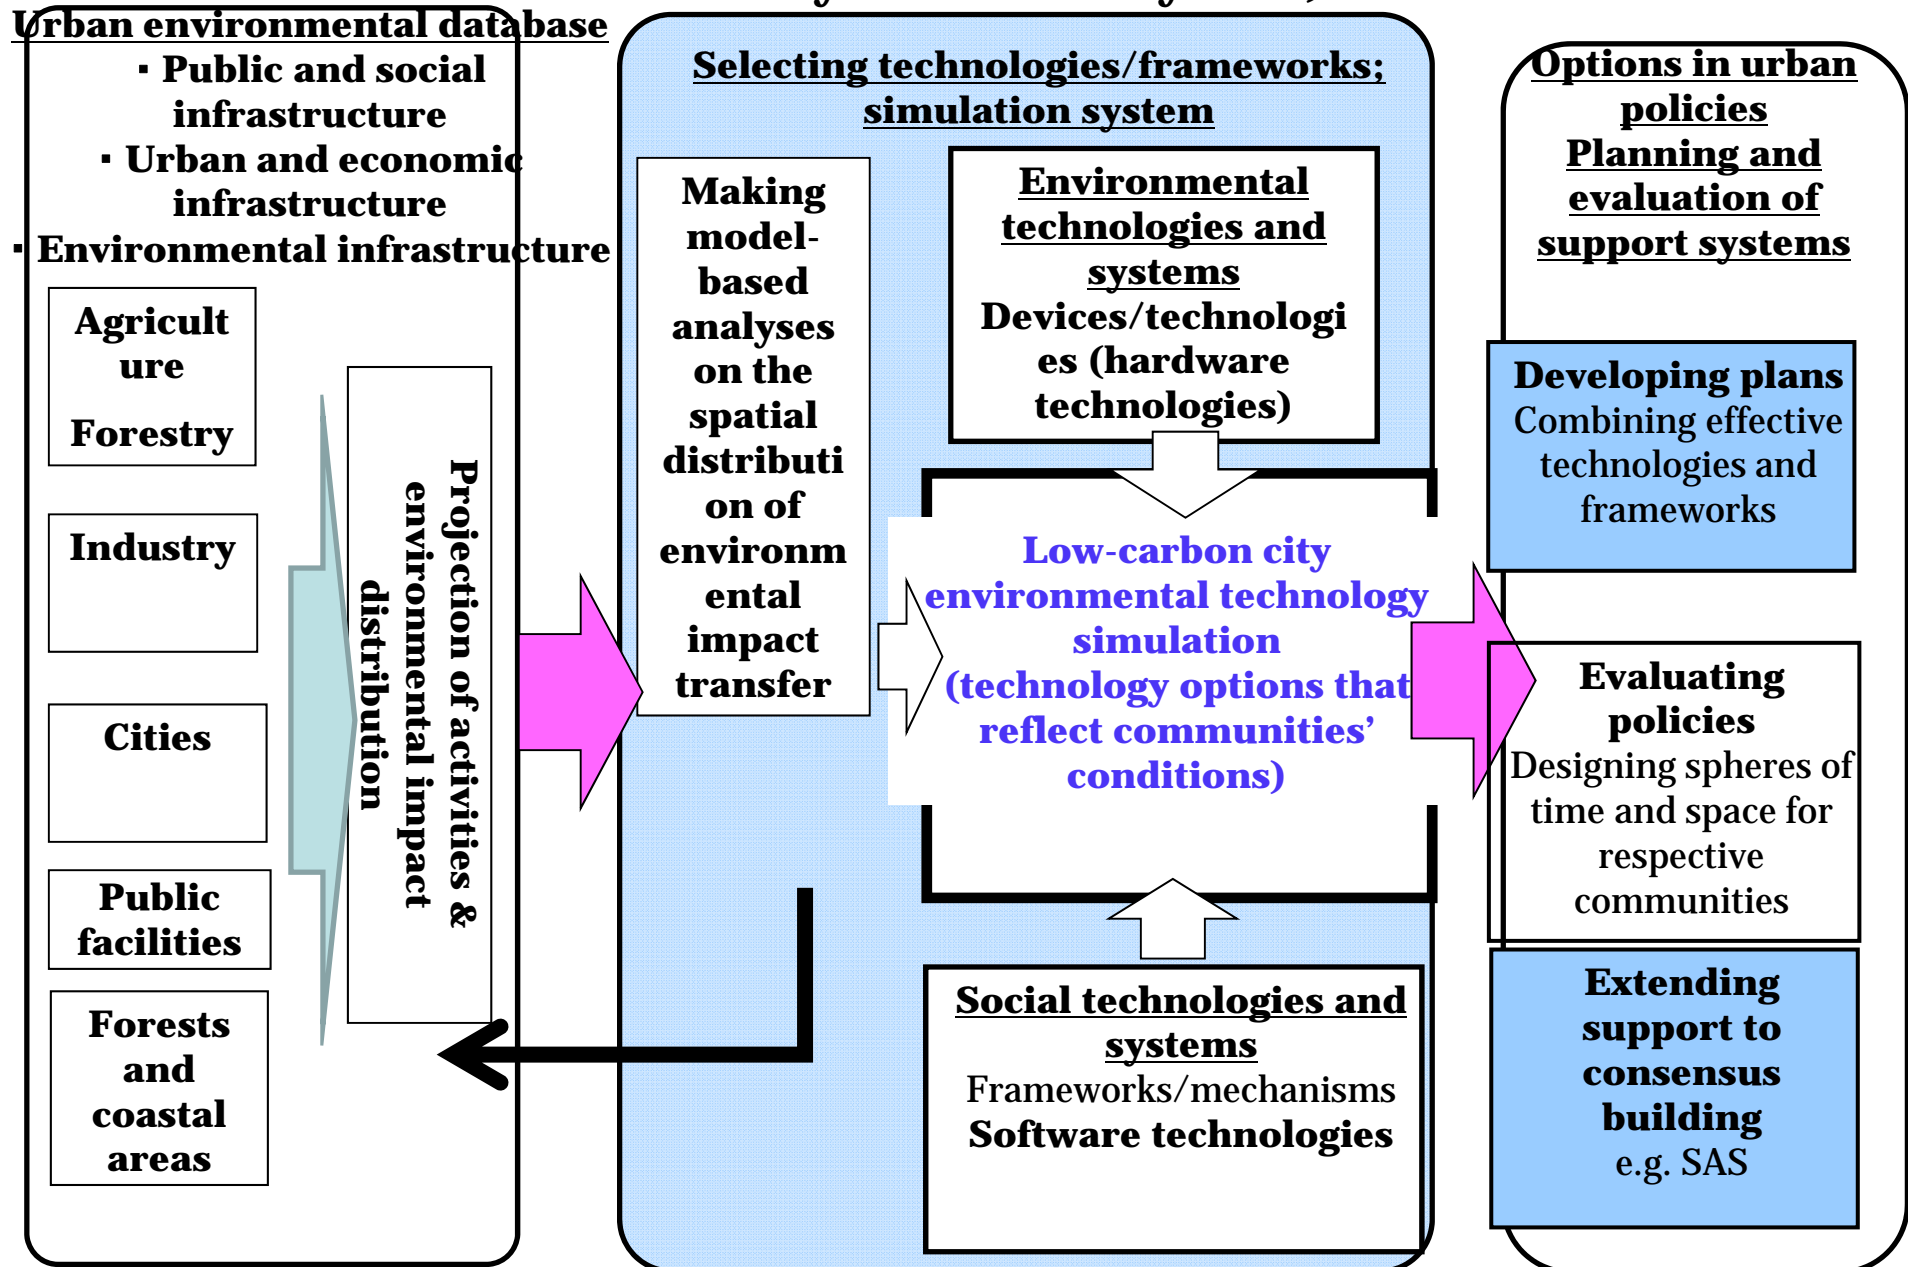 Urban environmental database
▪ Public and social
infrastructure
▪ Urban and economic
infrastructure
▪ Environmental infrastructure
Agricult
ure
Forestry
Industry
Cities
Public
facilities
Forests
and
coastal
areas
Projection of activities &
environmental impact
distribution
Selecting technologies/frameworks;
simulation system
Making
model-
based
analyses
on the
spatial
distributi
on of
environm
ental
impact
transfer
Environmental
technologies and
systems
Devices/technologi
es (hardware
technologies)
Low-carbon city
environmental technology
simulation
(technology options that
reflect communities’
conditions)
Social technologies and
systems
Frameworks/mechanisms
Software technologies
Options in urban
policies
Planning and
evaluation of
support systems
Developing plans
Combining effective
technologies and
frameworks
Evaluating
policies
Designing spheres of
time and space for
respective
communities
Extending
support to
consensus
building
e.g. SAS